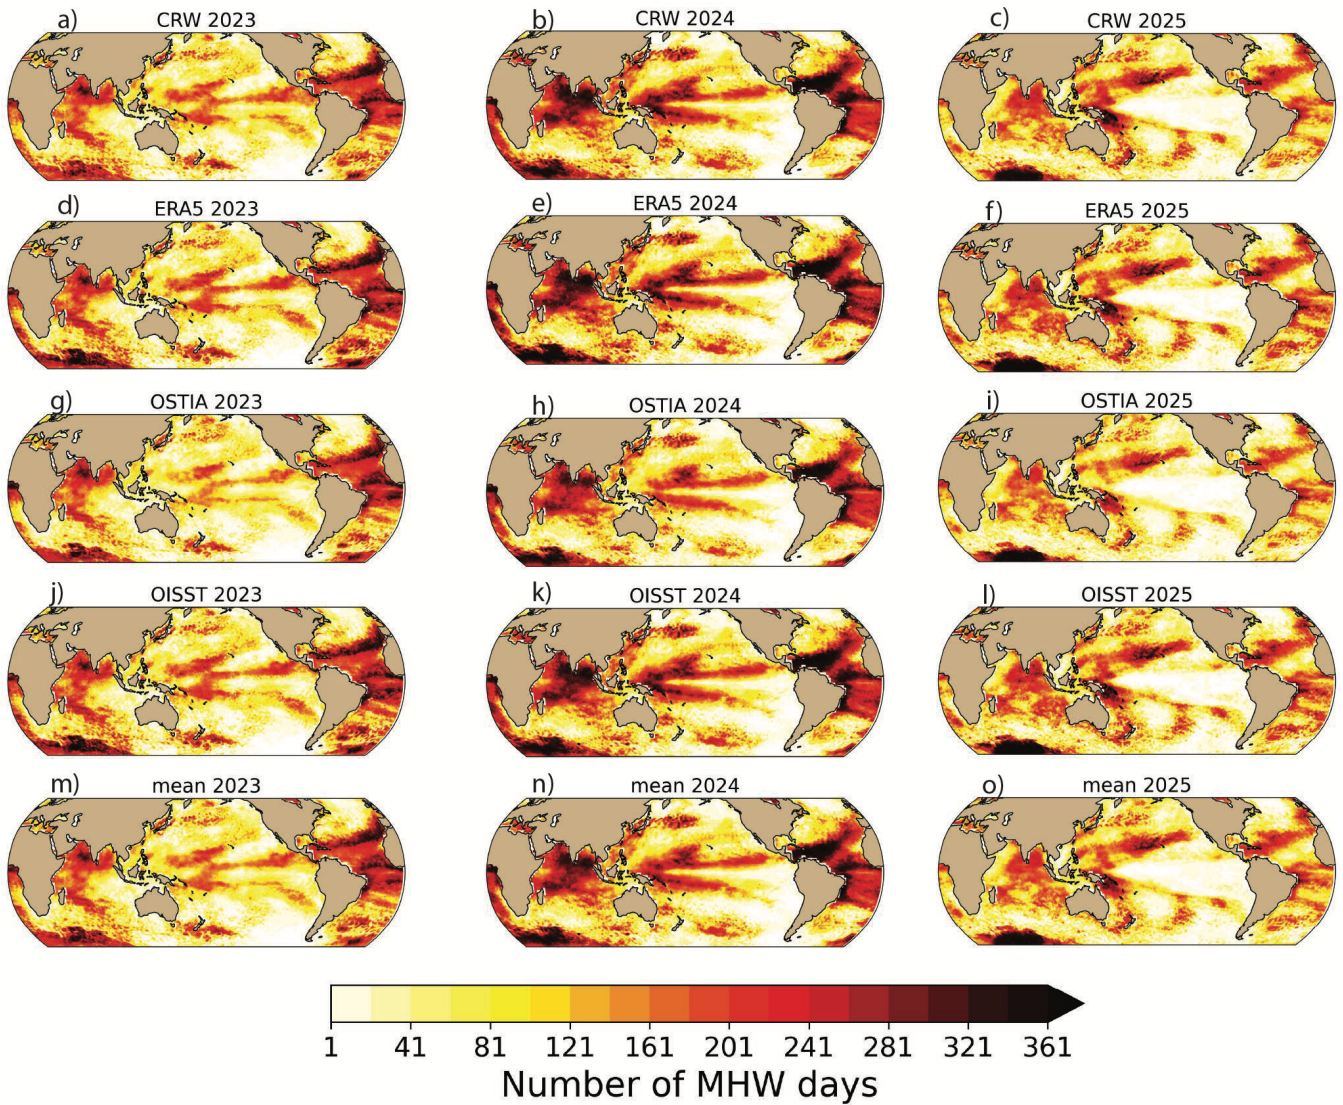 a) CRW 2023
b) CRW 2024
c) CRW 2025
d) ERA5 2023
e) ERA5 2024
f) ERA5 2025
g) OSTIA 2023
h) OSTIA 2024
i) OSTIA 2025
j) OISST 2023
k) OISST 2024
l) OISST 2025
m) mean 2023
n) mean 2024
o) mean 2025
1 41 81 121 161 201 241 281 321 361
Number of MHW days